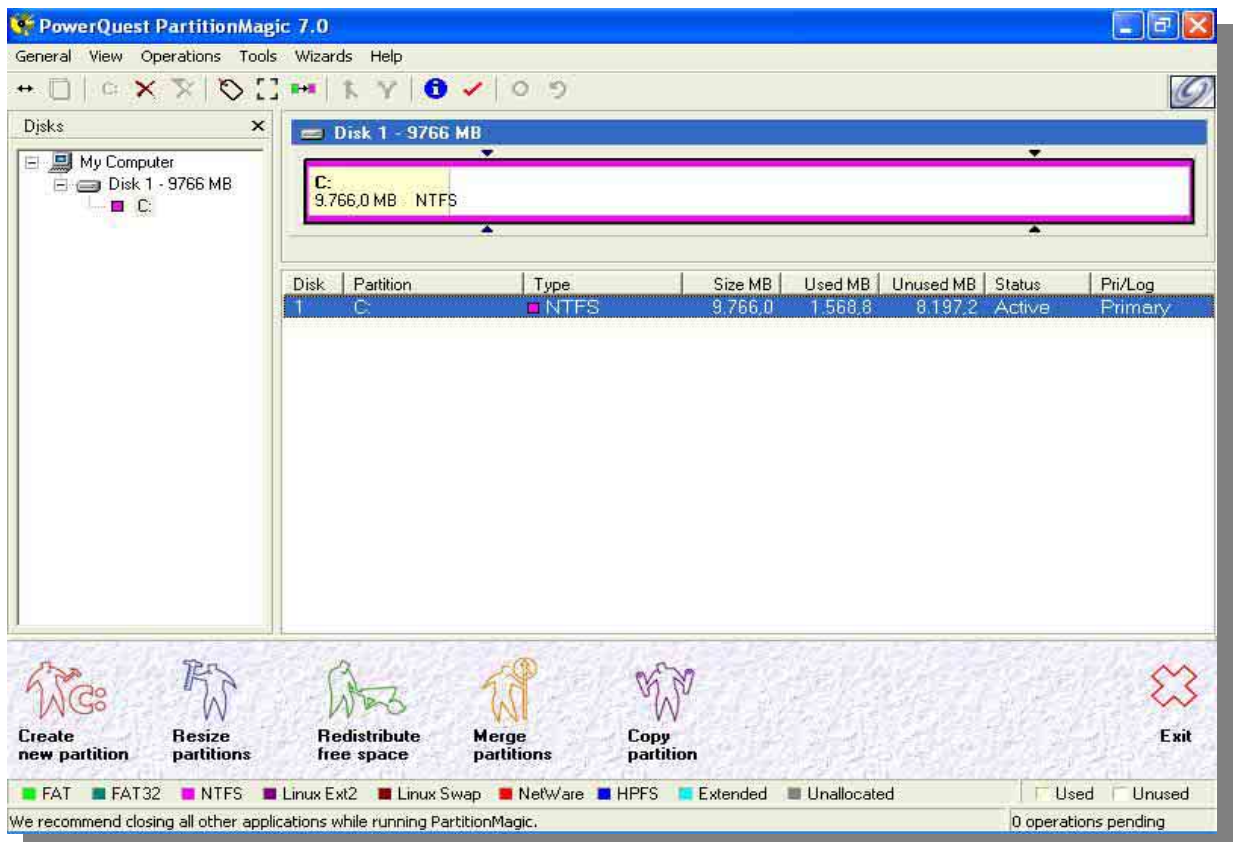 PowerQuest PartitionMagic 7.0
General View Operations Tools Wizards Help
C:
Disks
My Computer
Disk 1 - 9766 MB
C:
Disk 1 - 9766 MB
C:
9.766,0 MB NTFS
Disk Partition Type Size MB Used MB Unused MB Status Pri/Log
1 C: NTFS 9.766,0 1.568,8 8.197,2 Active Primary
C:
Create new partition
Resize partitions
Redistribute free space
Merge partitions
Copy partition
Exit
FAT FAT32 NTFS Linux Ext2 Linux Swap NetWare HPFS Extended Unallocated Used Unused
We recommend closing all other applications while running PartitionMagic. 0 operations pending